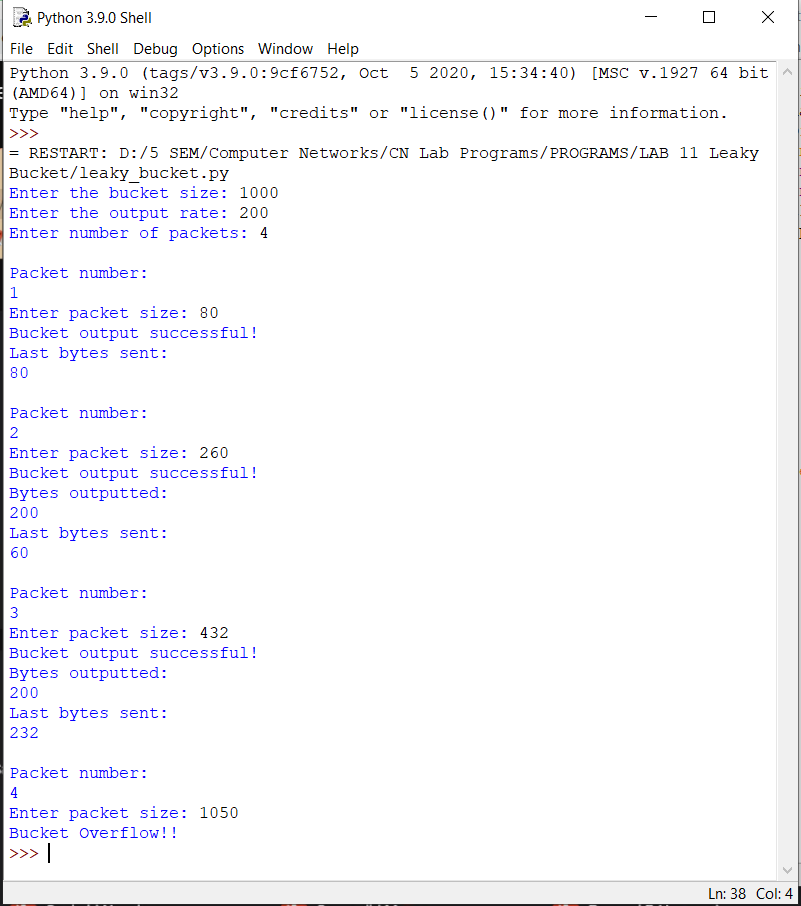 Python 3.9.0 Shell
File Edit Shell Debug Options Window Help
Python 3.9.0 (tags/v3.9.0:9cf6752, Oct  5 2020, 15:34:40) [MSC v.1927 64 bit
(AMD64)] on win32
Type "help", "copyright", "credits" or "license()" for more information.
>>>
= RESTART: D:/5 SEM/Computer Networks/CN Lab Programs/PROGRAMS/LAB 11 Leaky
Bucket/leaky_bucket.py
Enter the bucket size: 1000
Enter the output rate: 200
Enter number of packets: 4

Packet number:
1
Enter packet size: 80
Bucket output successful!
Last bytes sent:
80

Packet number:
2
Enter packet size: 260
Bucket output successful!
Bytes outputted:
200
Last bytes sent:
60

Packet number:
3
Enter packet size: 432
Bucket output successful!
Bytes outputted:
200
Last bytes sent:
232

Packet number:
4
Enter packet size: 1050
Bucket Overflow!!
>>>
Ln: 38 Col: 4